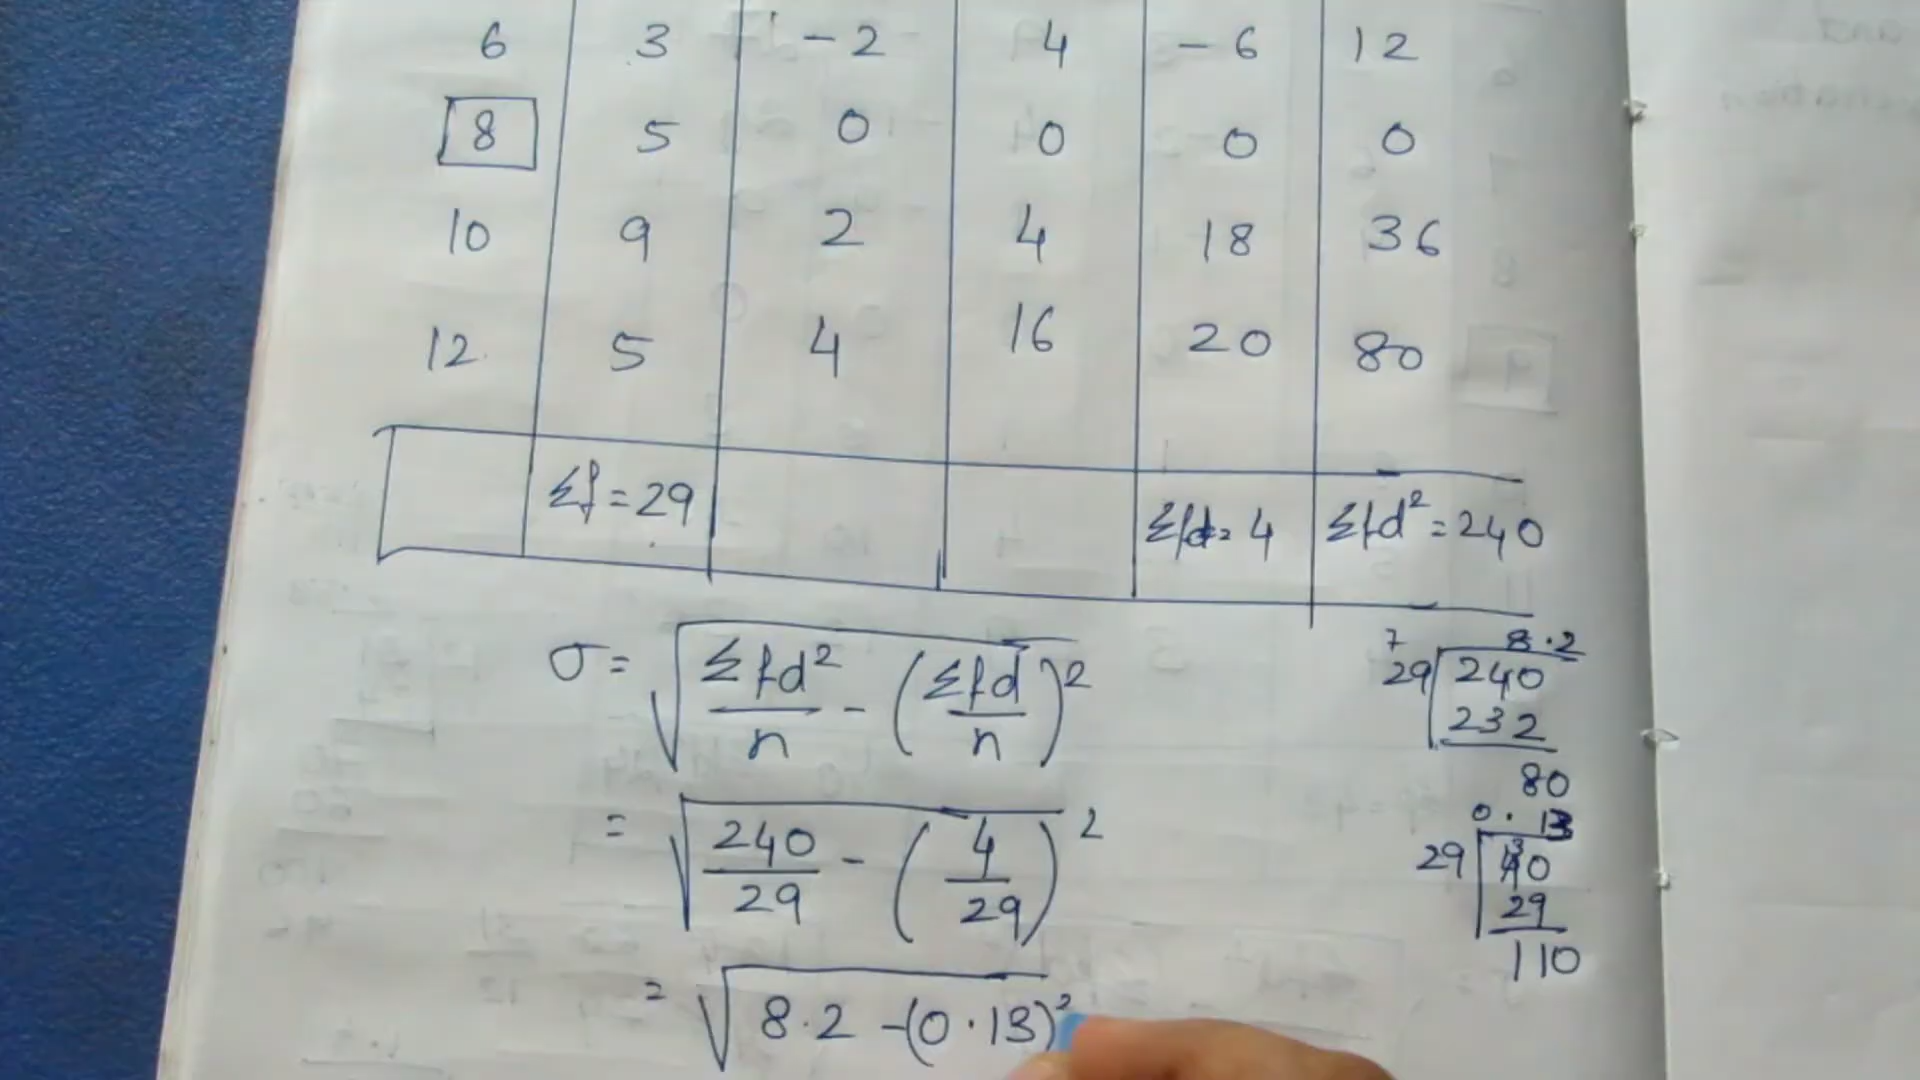 6 3 -2 4 -6 12
8 5 0 0 0 0
10 9 2 4 18 36
12 5 4 16 20 80
Σf = 29 Σfd = 4 Σfd² = 240
σ = √(Σfd²/n - (Σfd/n)²)
= √(240/29 - (4/29)²)
= √(8.2 - (0.13)²)
7 8.2
29 240
232
80
0.13
29 40
29
110